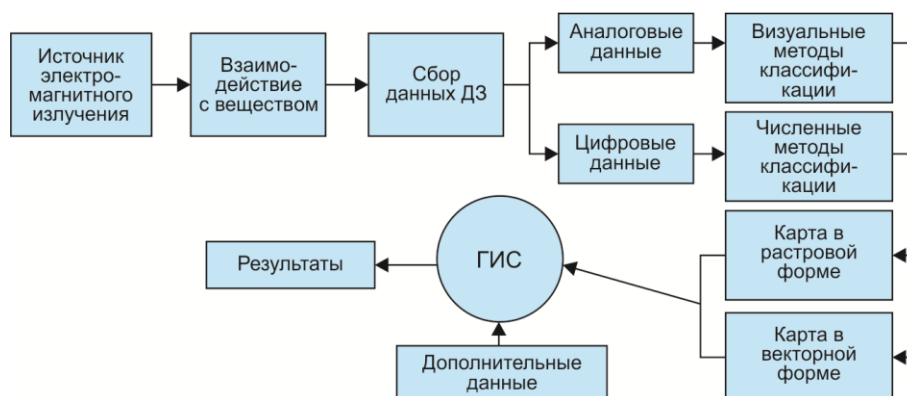 Источник
электро-
магнитного
излучения
Взаимо-
действие
с веществом
Сбор
данных ДЗ
Аналоговые
данные
Визуальные
методы
классифи-
кации
Цифровые
данные
Численные
методы
классифи-
кации
Карта в
растровой
форме
Карта в
векторной
форме
ГИС
Результаты
Дополнительные
данные